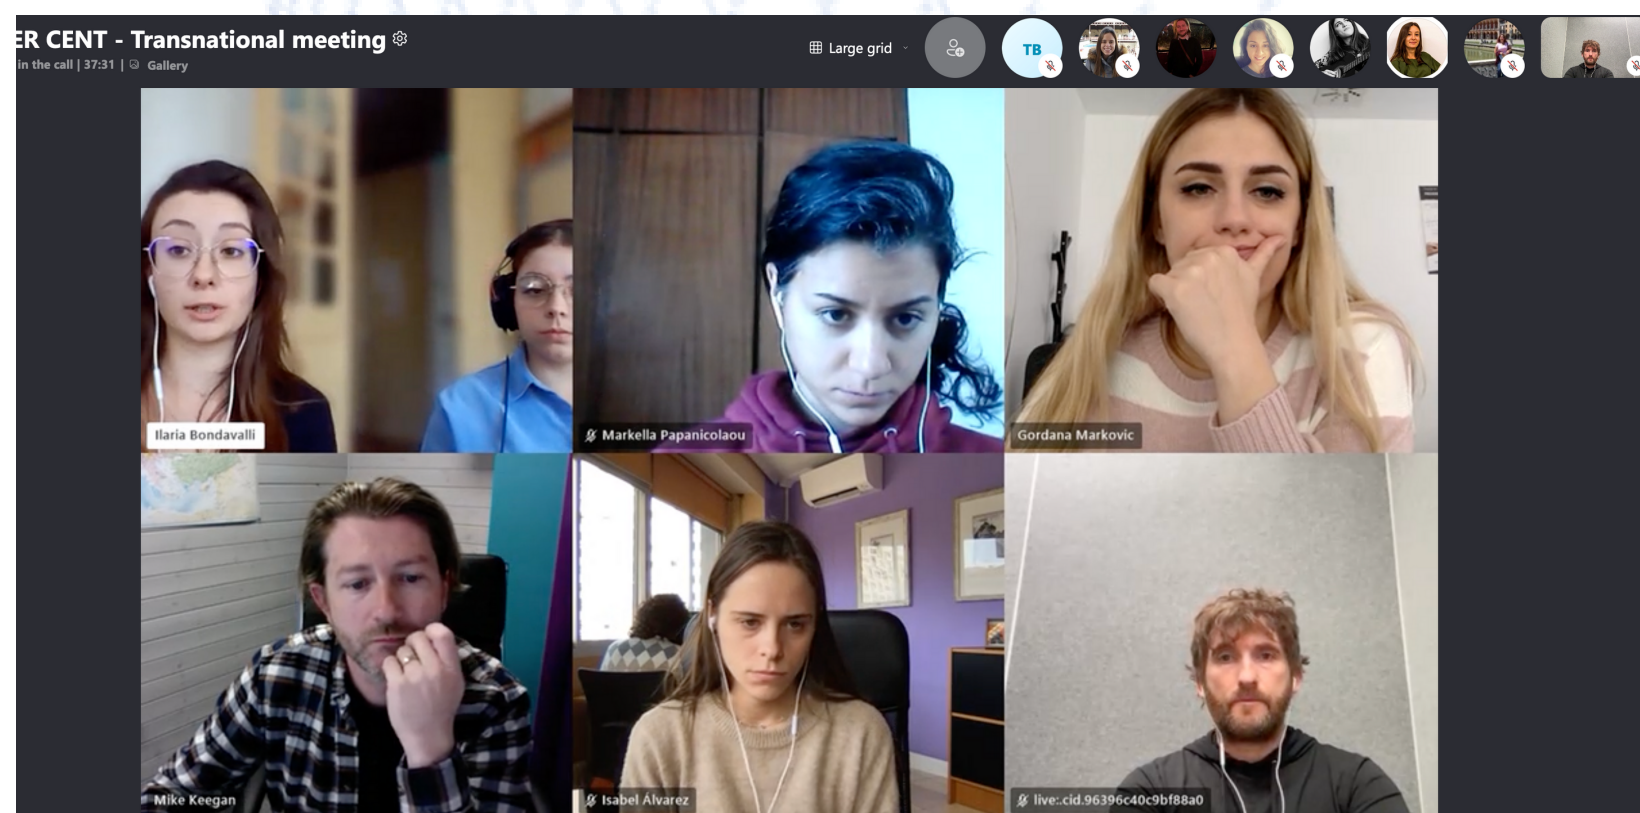 ER CENT - Transnational meeting
in the call | 37:31 | Gallery
Large grid
TB
Ilaria Bondavalli
Markella Papanicolaou
Gordana Markovic
Mike Keegan
Isabel Álvarez
live:.cid.96396c40c9bf88a0